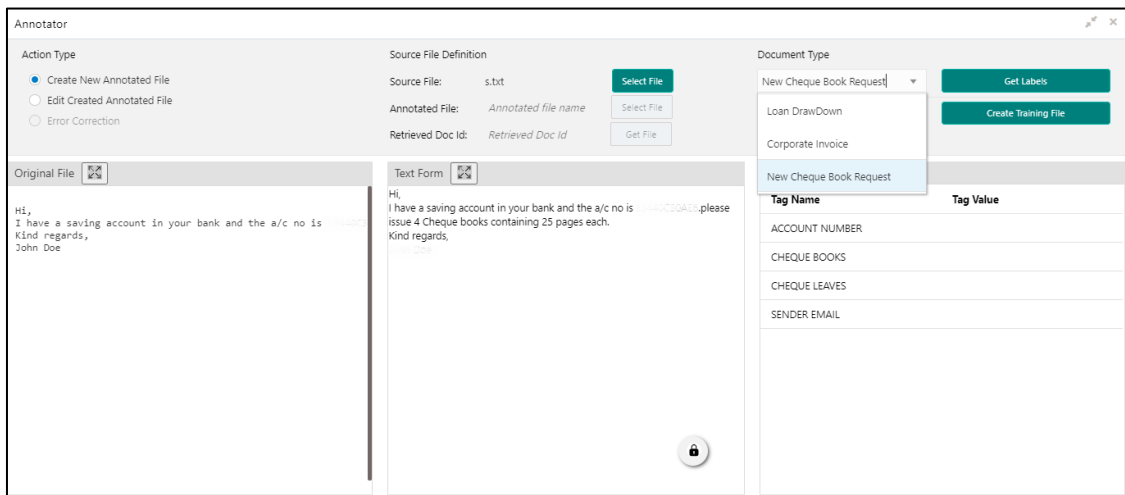 Annotator
Action Type
Create New Annotated File
Edit Created Annotated File
Error Correction
Source File Definition
Source File: s.txt Select File
Annotated File: Annotated file name Select File
Retrieved Doc Id: Retrieved Doc Id Get File
Document Type
New Cheque Book Request Get Labels
Loan DrawDown
Corporate Invoice
New Cheque Book Request
Create Training File
Original File
Hi,
I have a saving account in your bank and the a/c no is
Kind regards,
John Doe
Text Form
Hi,
I have a saving account in your bank and the a/c no is .please
issue 4 Cheque books containing 25 pages each.
Kind regards,
Tag Name Tag Value
ACCOUNT NUMBER
CHEQUE BOOKS
CHEQUE LEAVES
SENDER EMAIL